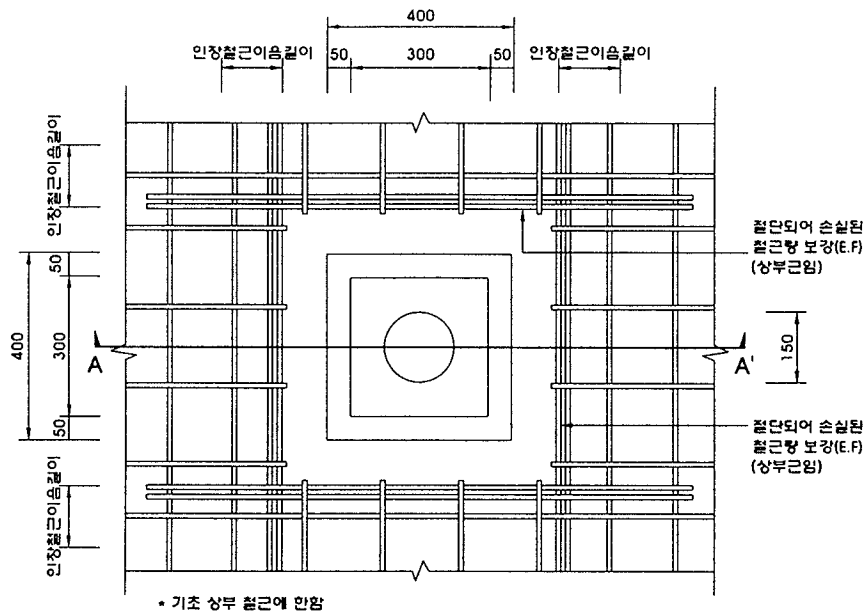 400
인장철근이음길이
50 300 50
인장철근이음길이
인장철근이음길이
50
400
300
50
인장철근이음길이
A
A'
150
절단되어 손실된
철근량 보강(E.F)
(상부근임)
절단되어 손실된
철근량 보강(E.F)
(상부근임)
* 기초 상부 철근에 한함